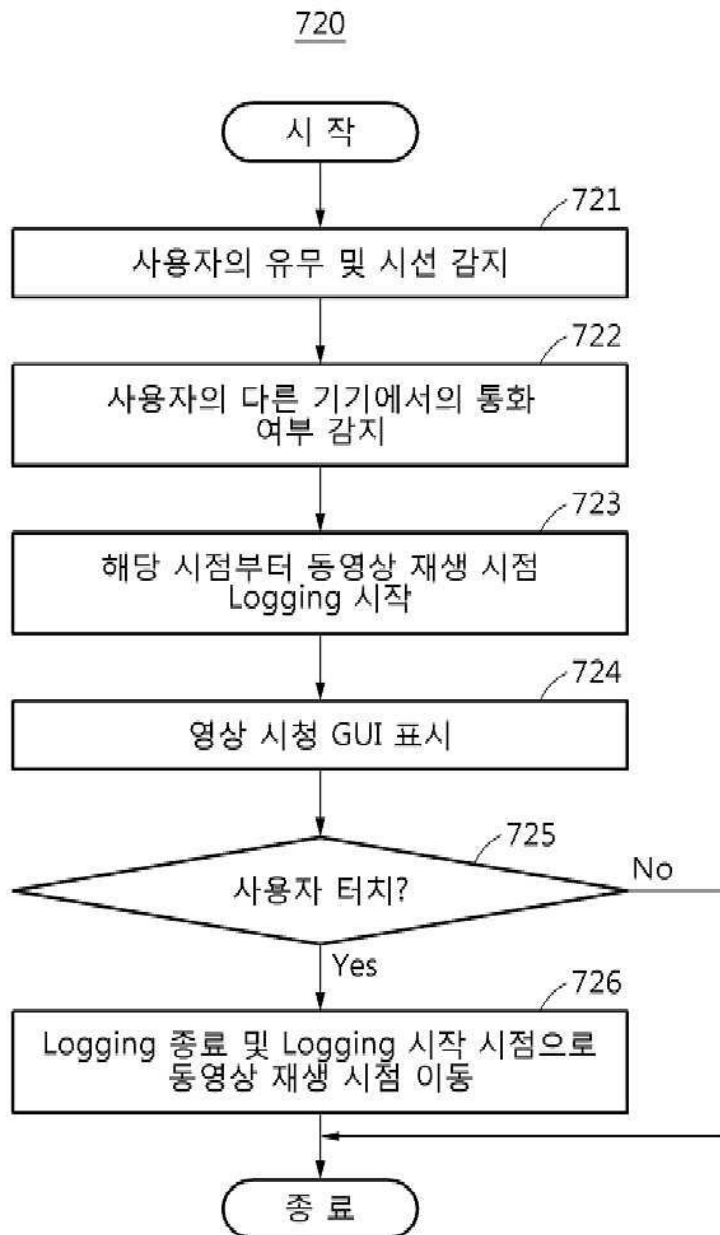 720
시 작
721
사용자의 유무 및 시선 감지
722
사용자의 다른 기기에서의 통화
여부 감지
723
해당 시점부터 동영상 재생 시점
Logging 시작
724
영상 시청 GUI 표시
725
사용자 터치?
No
Yes
726
Logging 종료 및 Logging 시작 시점으로
동영상 재생 시점 이동
종 료